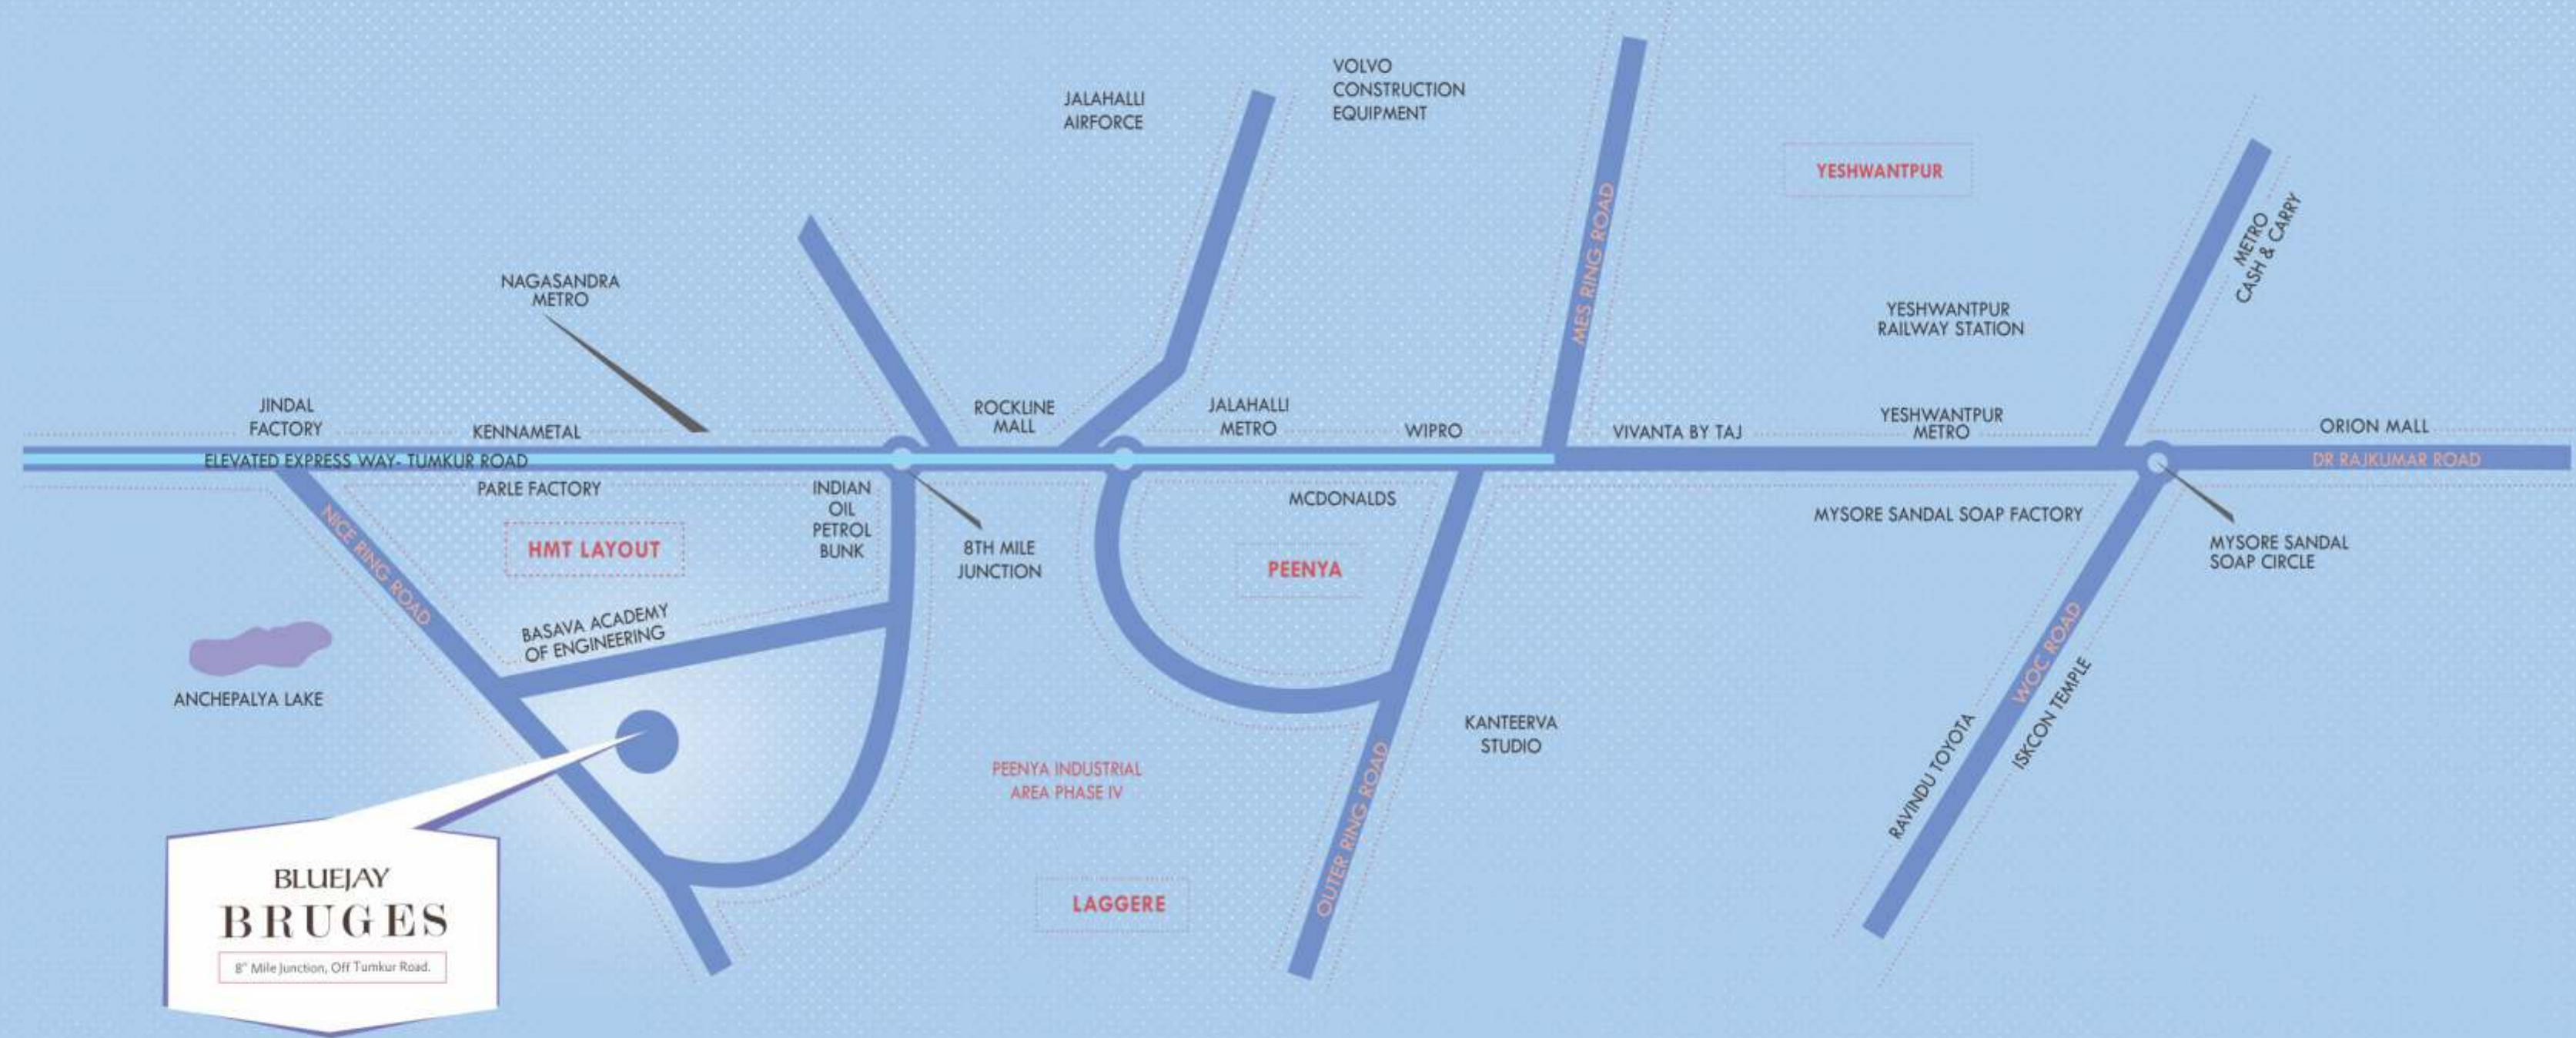 VOLVO
CONSTRUCTION
EQUIPMENT
JALAHALLI
AIRFORCE
YESHWANTPUR
MES RING ROAD
METRO
CASH & CARRY
NAGASANDRA
METRO
YESHWANTPUR
RAILWAY STATION
JINDAL
FACTORY
KENNAMETAL
ROCKLINE
MALL
JALAHALLI
METRO
WIPRO
VIVANTA BY TAJ
YESHWANTPUR
METRO
ORION MALL
ELEVATED EXPRESS WAY- TUMKUR ROAD
DR RAJKUMAR ROAD
PARLE FACTORY
INDIAN
OIL
PETROL
BUNK
MCDONALDS
MYSORE SANDAL SOAP FACTORY
NICE RING ROAD
HMT LAYOUT
8TH MILE
JUNCTION
PEENYA
MYSORE SANDAL
SOAP CIRCLE
BASAVA ACADEMY
OF ENGINEERING
ANCHEPALYA LAKE
WOC ROAD
ISKCON TEMPLE
RAVINDU TOYOTA
KANTEERVA
STUDIO
PEENYA INDUSTRIAL
AREA PHASE IV
OUTER RING ROAD
LAGGERE
BLUEJAY
BRUGES
8" Mile Junction, Off Tumkur Road.